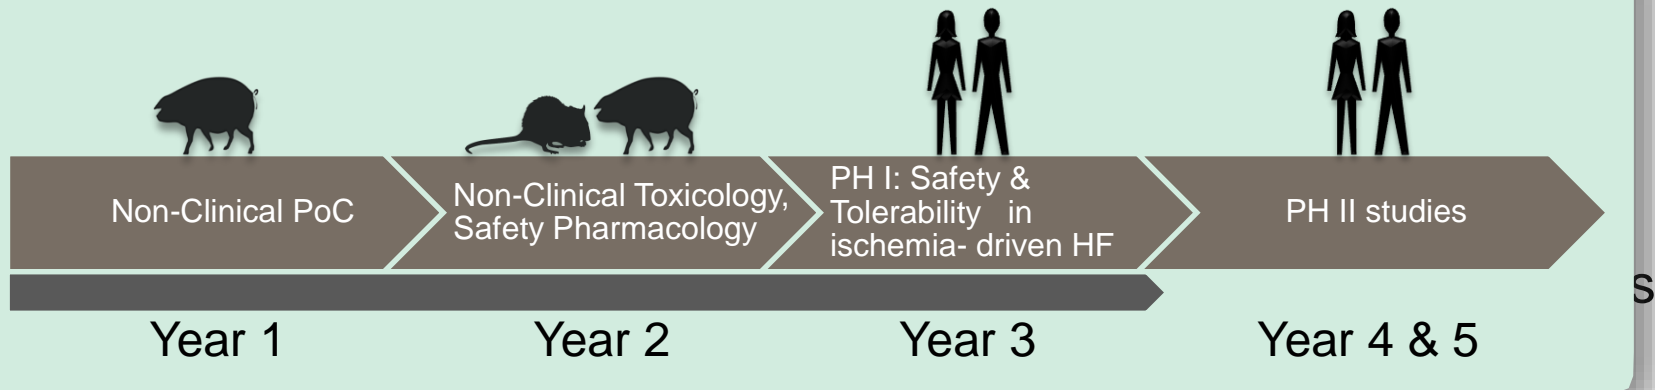 Non-Clinical PoC
Non-Clinical Toxicology,
Safety Pharmacology
PH I: Safety &
Tolerability in
ischemia- driven HF
PH II studies
s
Year 1
Year 2
Year 3
Year 4 & 5